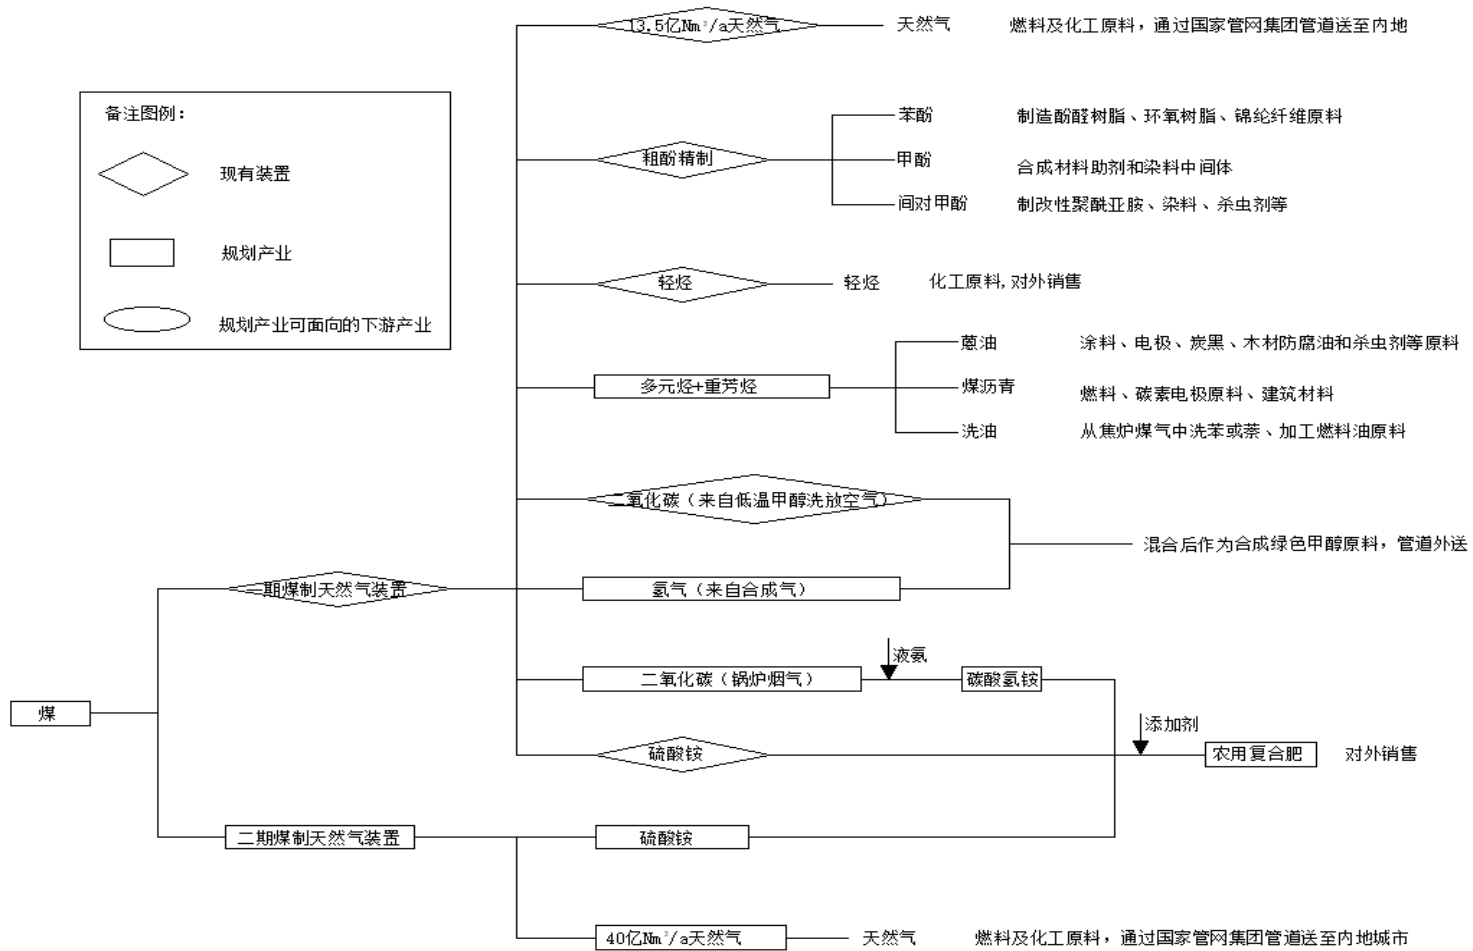 13.5亿Nm³/a天然气 天然气 燃料及化工原料，通过国家管网集团管道送至内地
备注图例：
现有装置
规划产业
规划产业可面向的下游产业
粗酚精制
苯酚 制造酚醛树脂、环氧树脂、锦纶纤维原料
甲酚 合成材料助剂和染料中间体
间对甲酚 制改性聚酰亚胺、染料、杀虫剂等
轻烃 轻烃 化工原料,对外销售
多元烃+重芳烃
蒽油 涂料、电极、炭黑、木材防腐油和杀虫剂等原料
煤沥青 燃料、碳素电极原料、建筑材料
洗油 从焦炉煤气中洗苯或萘、加工燃料油原料
二氧化碳（来自低温甲醇洗放空气）
混合后作为合成绿色甲醇原料，管道外送
一期煤制天然气装置
氢气（来自合成气）
液氨
二氧化碳（锅炉烟气） 碳酸氢铵
煤
添加剂
硫酸铵 农用复合肥 对外销售
二期煤制天然气装置 硫酸铵
40亿Nm³/a天然气 天然气 燃料及化工原料，通过国家管网集团管道送至内地城市